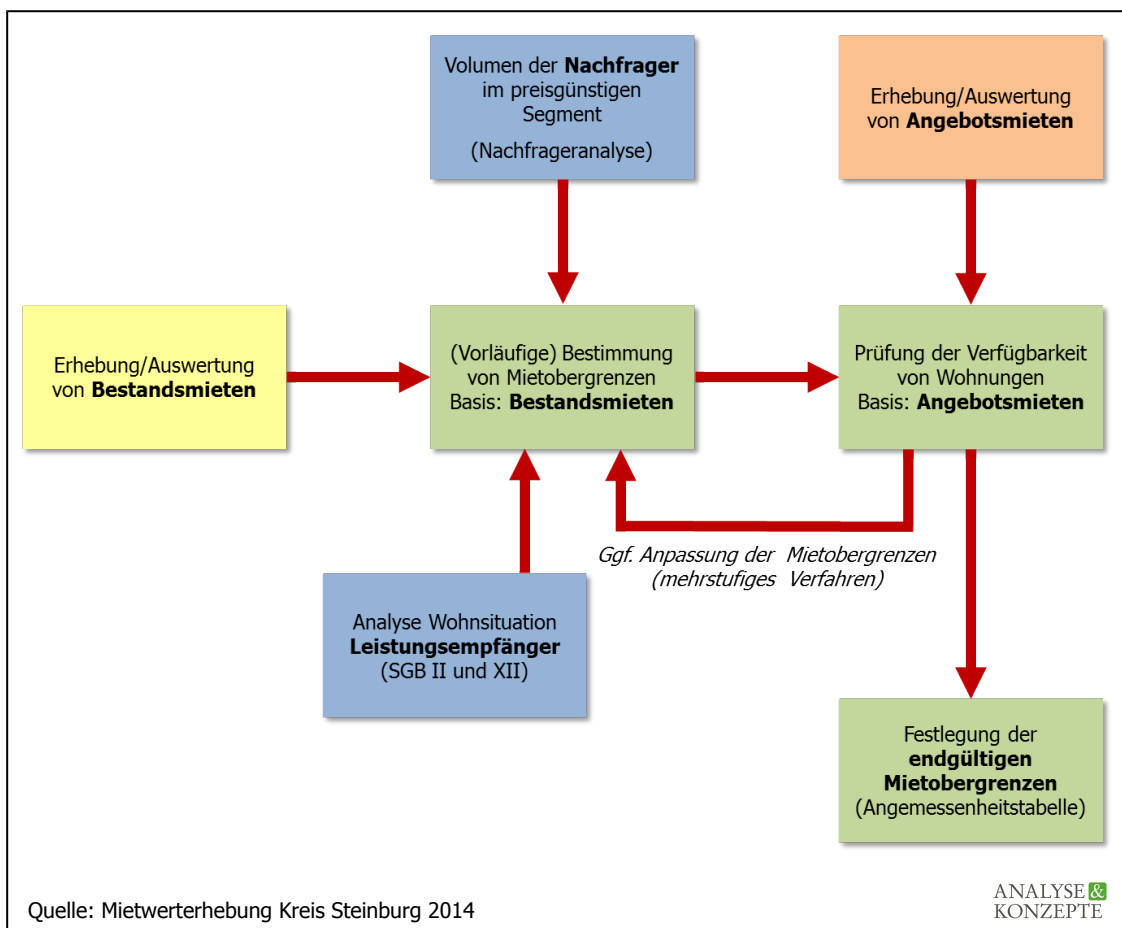 Volumen der Nachfrager
im preisgünstigen
Segment
(Nachfrageranalyse)
Erhebung/Auswertung
von Angebotsmieten
Erhebung/Auswertung
von Bestandsmieten
(Vorläufige) Bestimmung
von Mietobergrenzen
Basis: Bestandsmieten
Prüfung der Verfügbarkeit
von Wohnungen
Basis: Angebotsmieten
Ggf. Anpassung der Mietobergrenzen
(mehrstufiges Verfahren)
Analyse Wohnsituation
Leistungsempfänger
(SGB II und XII)
Festlegung der
endgültigen
Mietobergrenzen
(Angemessenheitstabelle)
Quelle: Mietwerterhebung Kreis Steinburg 2014
ANALYSE &
KONZEPTE